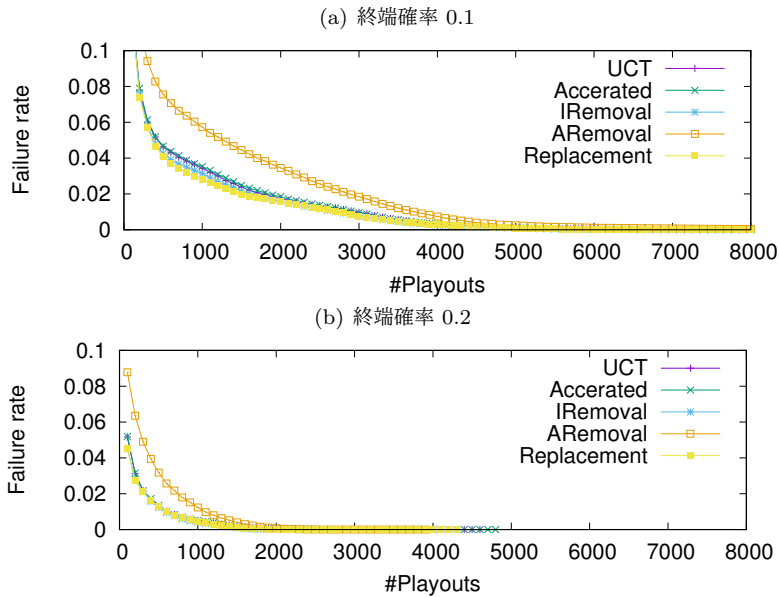 (a) 終端確率 0.1
0.1
0.08
0.06
0.04
0.02
0
Failure rate
UCT
Accerated
IRemoval
ARemoval
Replacement
0 1000 2000 3000 4000 5000 6000 7000 8000
#Playouts
(b) 終端確率 0.2
0.1
0.08
0.06
0.04
0.02
0
Failure rate
UCT
Accerated
IRemoval
ARemoval
Replacement
0 1000 2000 3000 4000 5000 6000 7000 8000
#Playouts